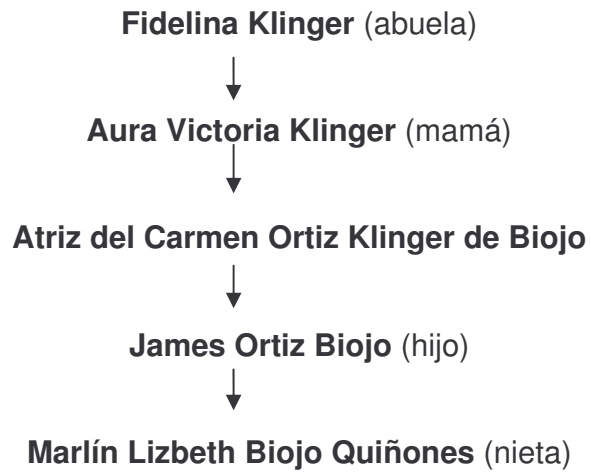 Fidelina Klinger (abuela)
Aura Victoria Klinger (mamá)
Atriz del Carmen Ortiz Klinger de Biojo
James Ortiz Biojo (hijo)
Marlín Lizbeth Biojo Quiñones (nieta)